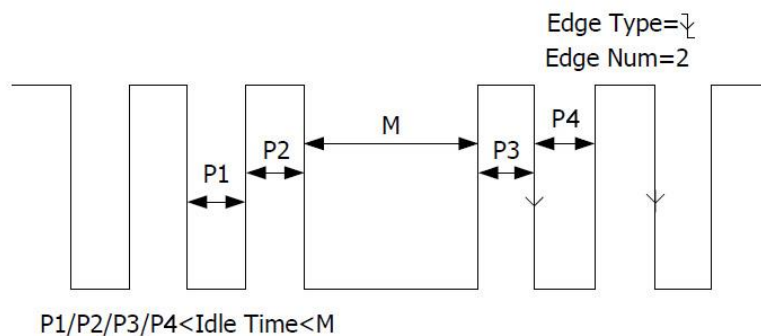 Edge Type=
Edge Num=2
M
P4
P2
P3
P1
P1/P2/P3/P4<Idle Time<M